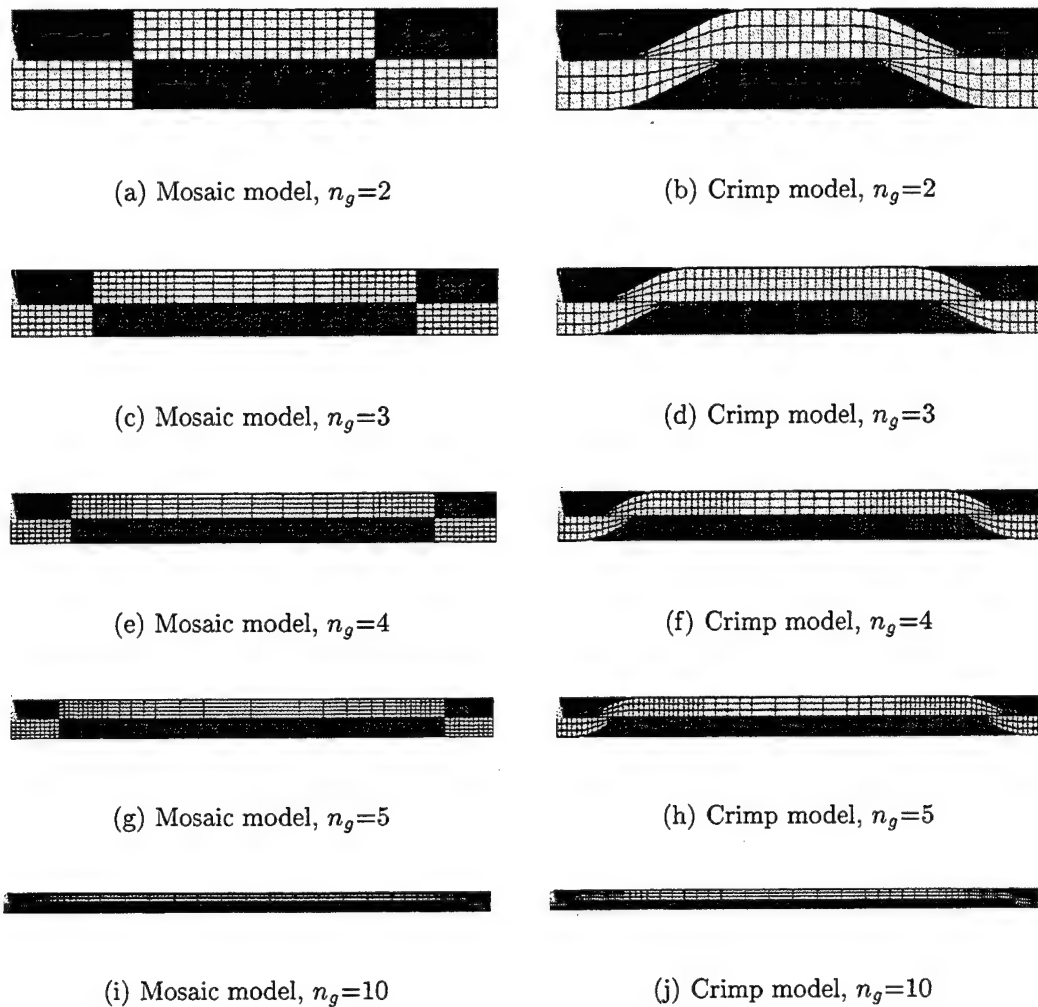 (a) Mosaic model, n_g=2
(b) Crimp model, n_g=2
(c) Mosaic model, n_g=3
(d) Crimp model, n_g=3
(e) Mosaic model, n_g=4
(f) Crimp model, n_g=4
(g) Mosaic model, n_g=5
(h) Crimp model, n_g=5
(i) Mosaic model, n_g=10
(j) Crimp model, n_g=10